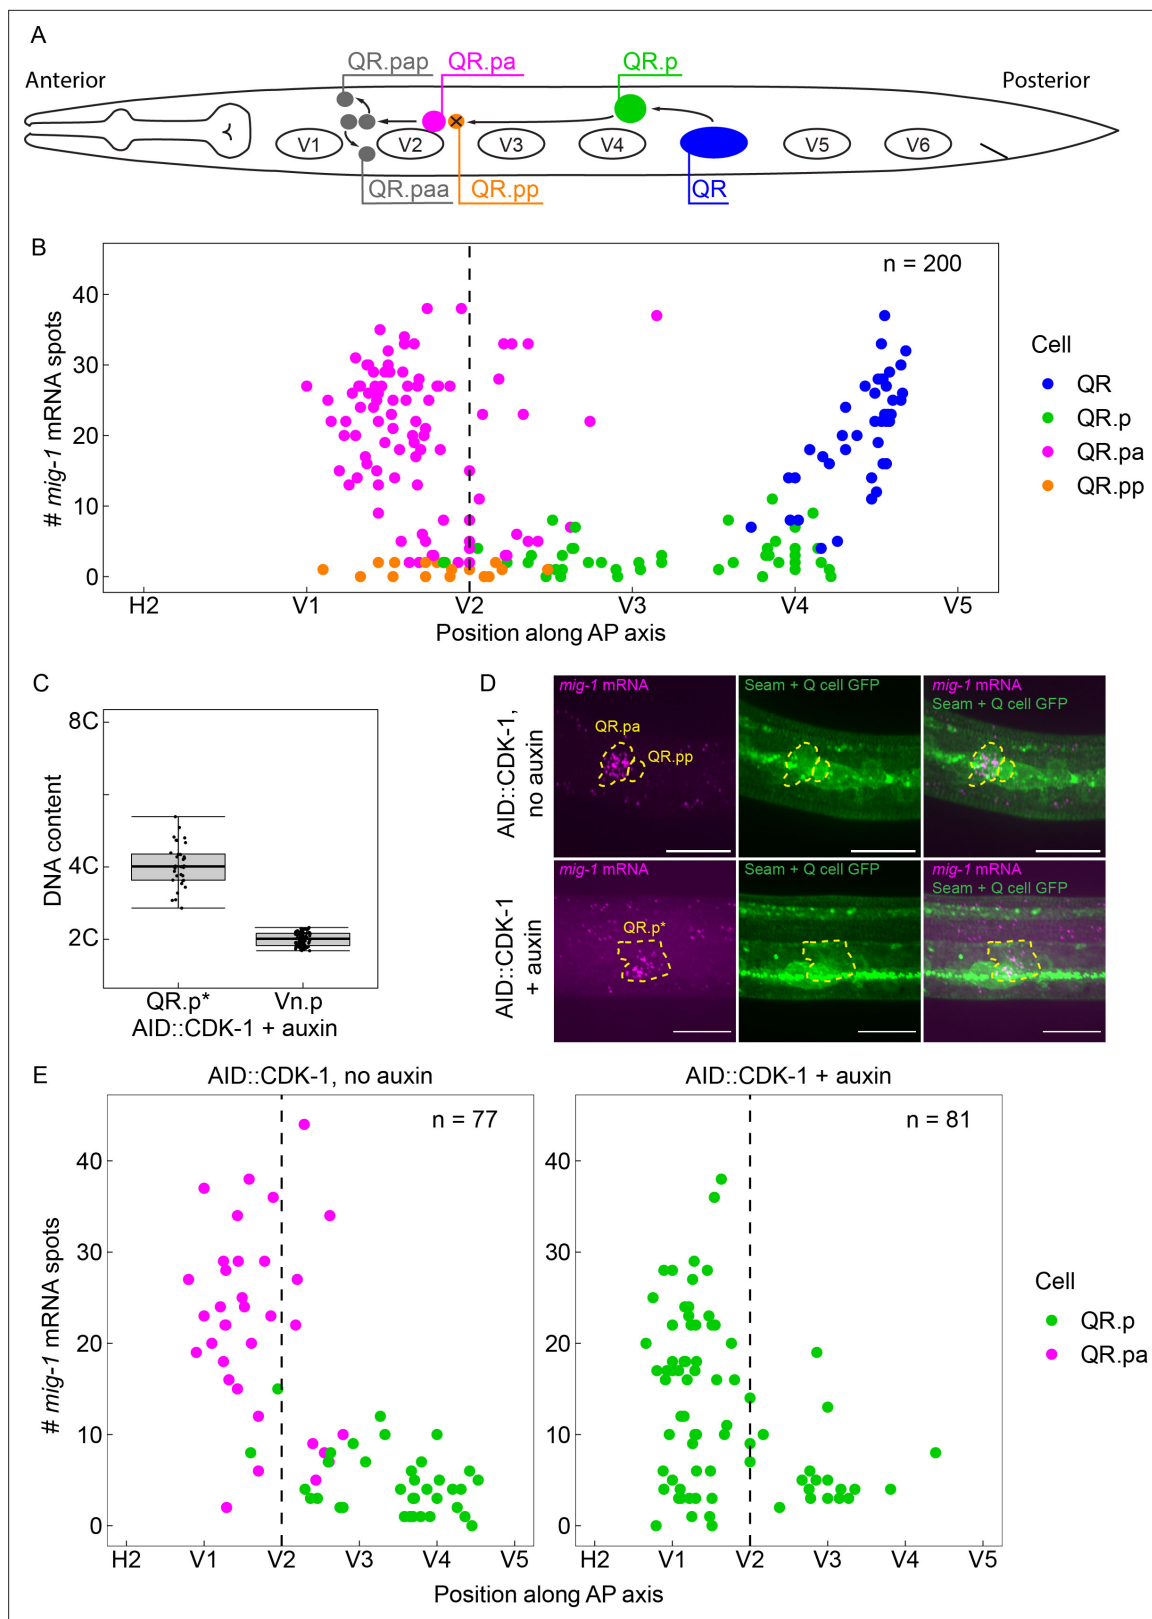 A
Anterior
QR.pap
QR.pa
QR.p
Posterior
V1
V2
V3
V4
V5
V6
QR.paa
QR.pp
QR
B
n = 200
# mig-1 mRNA spots
40
30
20
10
0
H2
V1
V2
V3
V4
V5
Position along AP axis
Cell
QR
QR.p
QR.pa
QR.pp
C
DNA content
8C
4C
2C
QR.p*
Vn.p
AID::CDK-1 + auxin
D
AID::CDK-1,
no auxin
mig-1 mRNA
QR.pa
QR.pp
Seam + Q cell GFP
mig-1 mRNA
Seam + Q cell GFP
AID::CDK-1
+ auxin
mig-1 mRNA
QR.p*
Seam + Q cell GFP
mig-1 mRNA
Seam + Q cell GFP
E
AID::CDK-1, no auxin
n = 77
# mig-1 mRNA spots
40
30
20
10
0
H2
V1
V2
V3
V4
V5
AID::CDK-1 + auxin
n = 81
40
30
20
10
0
H2
V1
V2
V3
V4
V5
Position along AP axis
Cell
QR.p
QR.pa